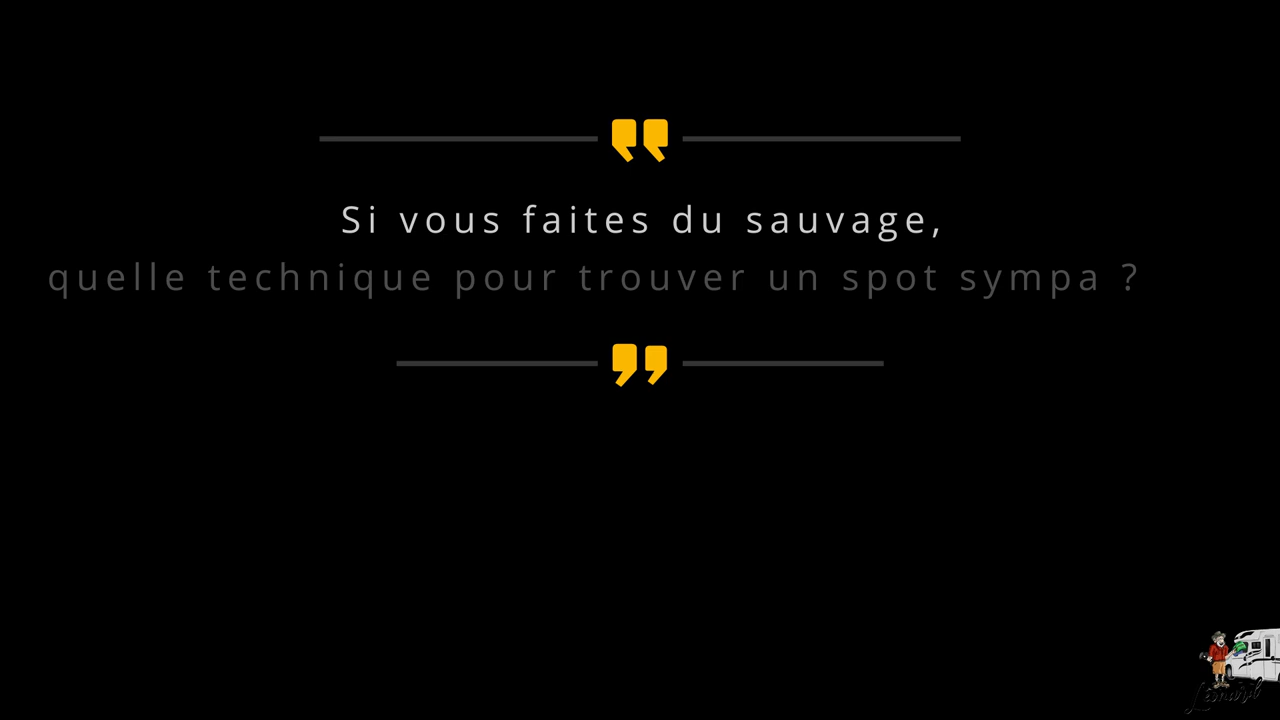 Si vous faites du sauvage,
quelle technique pour trouver un spot sympa ?